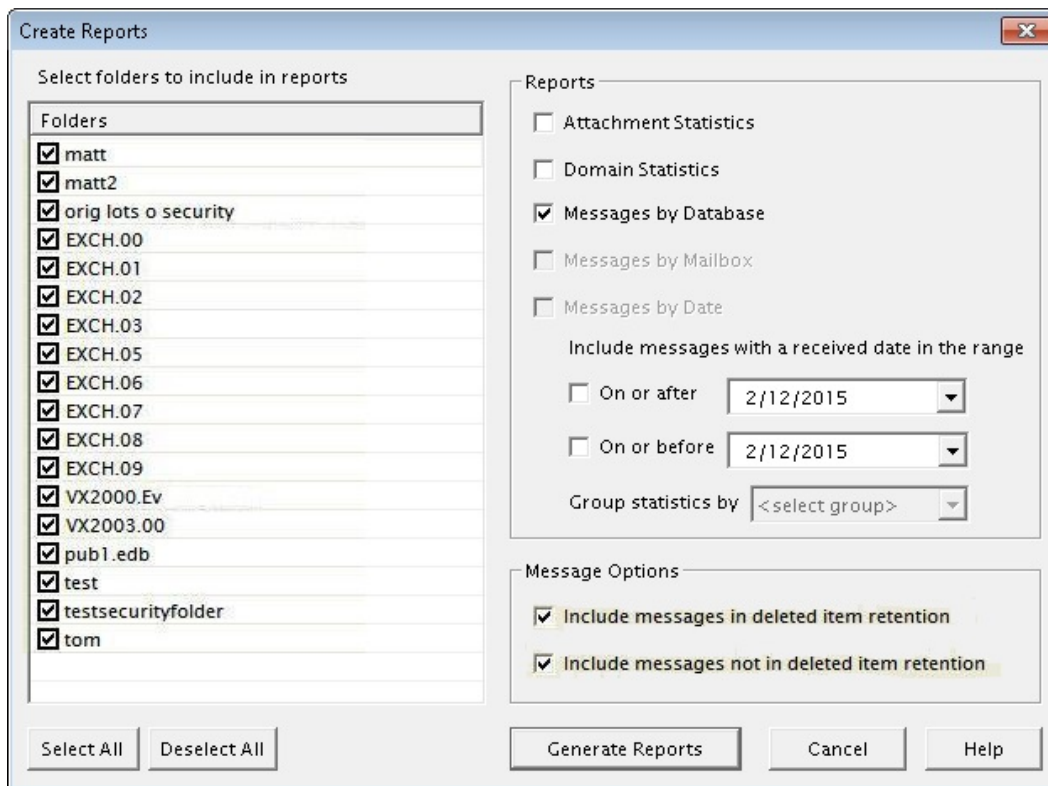 Create Reports
Select folders to include in reports
Folders
matt
matt2
orig lots o security
EXCH.00
EXCH.01
EXCH.02
EXCH.03
EXCH.05
EXCH.06
EXCH.07
EXCH.08
EXCH.09
VX2000.Ev
VX2003.00
pub1.edb
test
testsecurityfolder
tom
Select All
Deselect All
Reports
Attachment Statistics
Domain Statistics
Messages by Database
Messages by Mailbox
Messages by Date
Include messages with a received date in the range
On or after 2/12/2015
On or before 2/12/2015
Group statistics by <select group>
Message Options
Include messages in deleted item retention
Include messages not in deleted item retention
Generate Reports
Cancel
Help